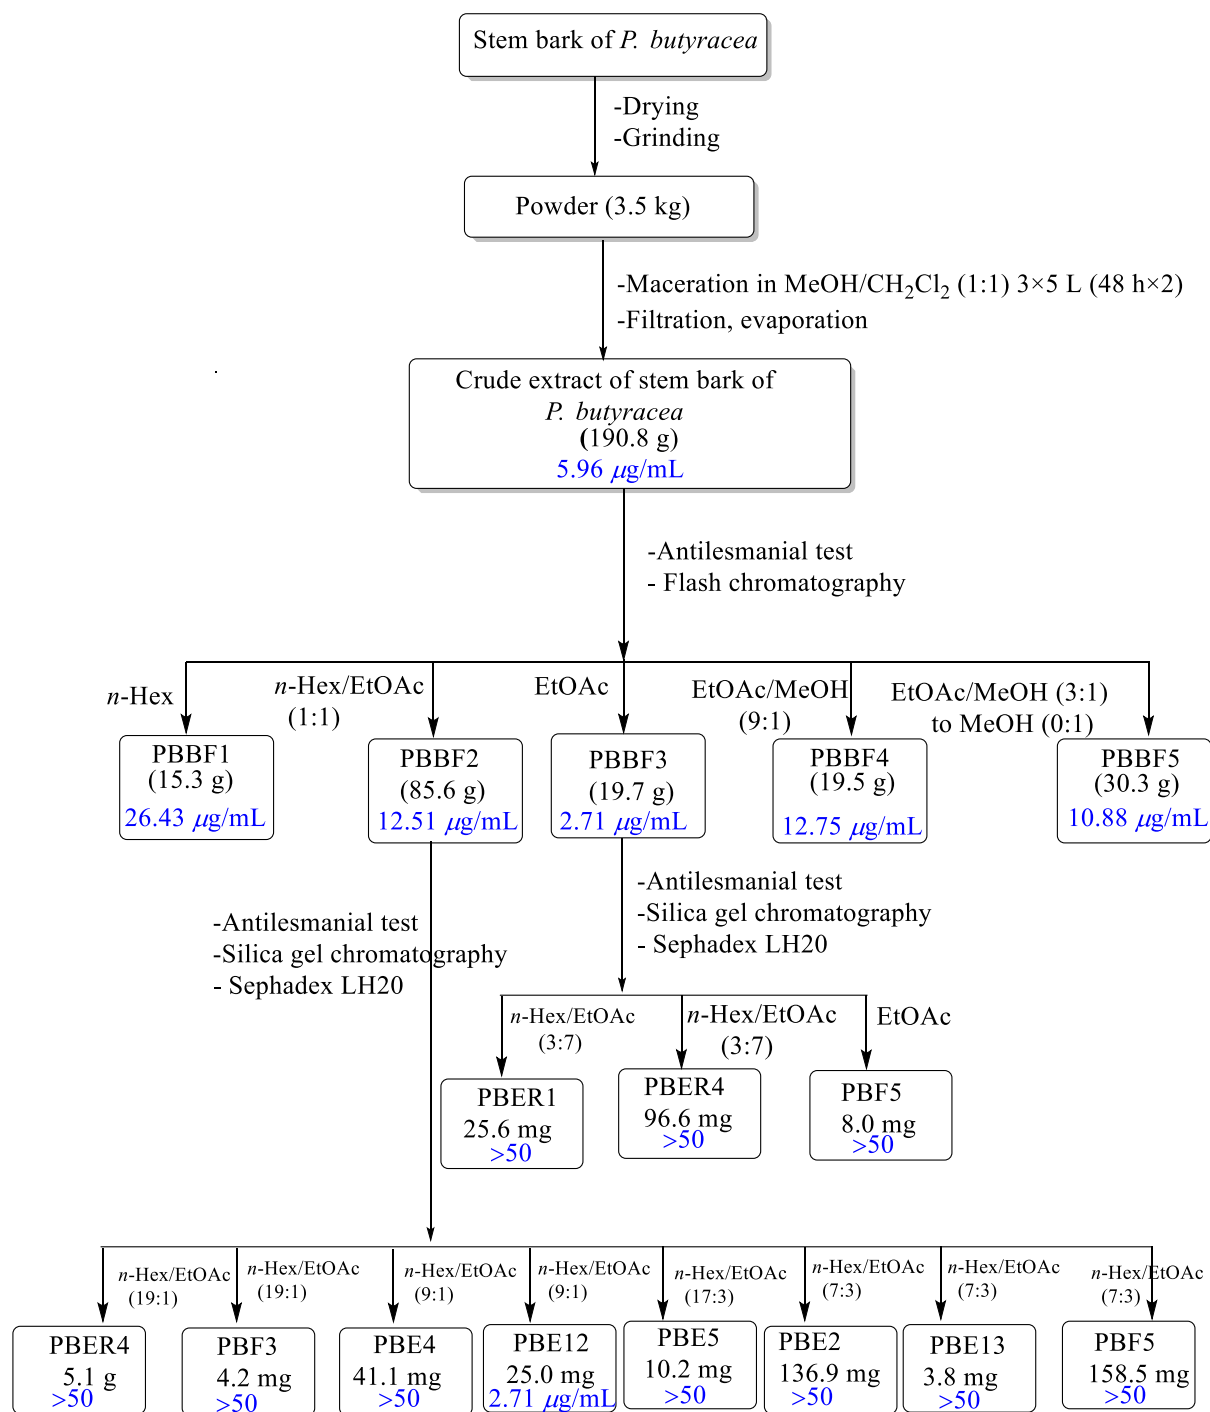 Stem bark of P. butyracea
-Drying
-Grinding
Powder (3.5 kg)
-Maceration in MeOH/CH₂Cl₂ (1:1) 3×5 L (48 h×2)
-Filtration, evaporation
Crude extract of stem bark of
P. butyracea
(190.8 g)
5.96 µg/mL
-Antilesmanial test
- Flash chromatography
n-Hex
n-Hex/EtOAc
(1:1)
EtOAc
EtOAc/MeOH
(9:1)
EtOAc/MeOH (3:1)
to MeOH (0:1)
PBBF1
(15.3 g)
26.43 µg/mL
PBBF2
(85.6 g)
12.51 µg/mL
PBBF3
(19.7 g)
2.71 µg/mL
PBBF4
(19.5 g)
12.75 µg/mL
PBBF5
(30.3 g)
10.88 µg/mL
-Antilesmanial test
-Silica gel chromatography
- Sephadex LH20
-Antilesmanial test
-Silica gel chromatography
- Sephadex LH20
n-Hex/EtOAc
(3:7)
n-Hex/EtOAc
(3:7)
EtOAc
PBER1
25.6 mg
>50
PBER4
96.6 mg
>50
PBF5
8.0 mg
>50
n-Hex/EtOAc
(19:1)
n-Hex/EtOAc
(19:1)
n-Hex/EtOAc
(9:1)
n-Hex/EtOAc
(9:1)
n-Hex/EtOAc
(17:3)
n-Hex/EtOAc
(7:3)
n-Hex/EtOAc
(7:3)
n-Hex/EtOAc
(7:3)
PBER4
5.1 g
>50
PBF3
4.2 mg
>50
PBE4
41.1 mg
>50
PBE12
25.0 mg
2.71 µg/mL
PBE5
10.2 mg
>50
PBE2
136.9 mg
>50
PBE13
3.8 mg
>50
PBF5
158.5 mg
>50